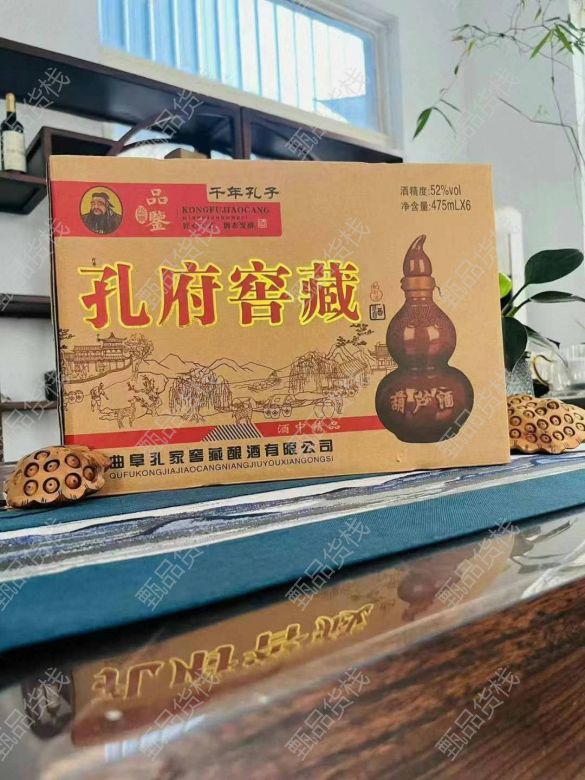 品鉴
千年孔子
KONGFUJIAOCANG
酒精度:52%vol
净含量:475mLX6
孔府窖藏
葫芦酒
酒中精品
曲阜孔家窖藏酿酒有限公司
QUFUKONGJIAJIAOCANGNIANGJIUYOUXIANGONGSI
甄品货栈